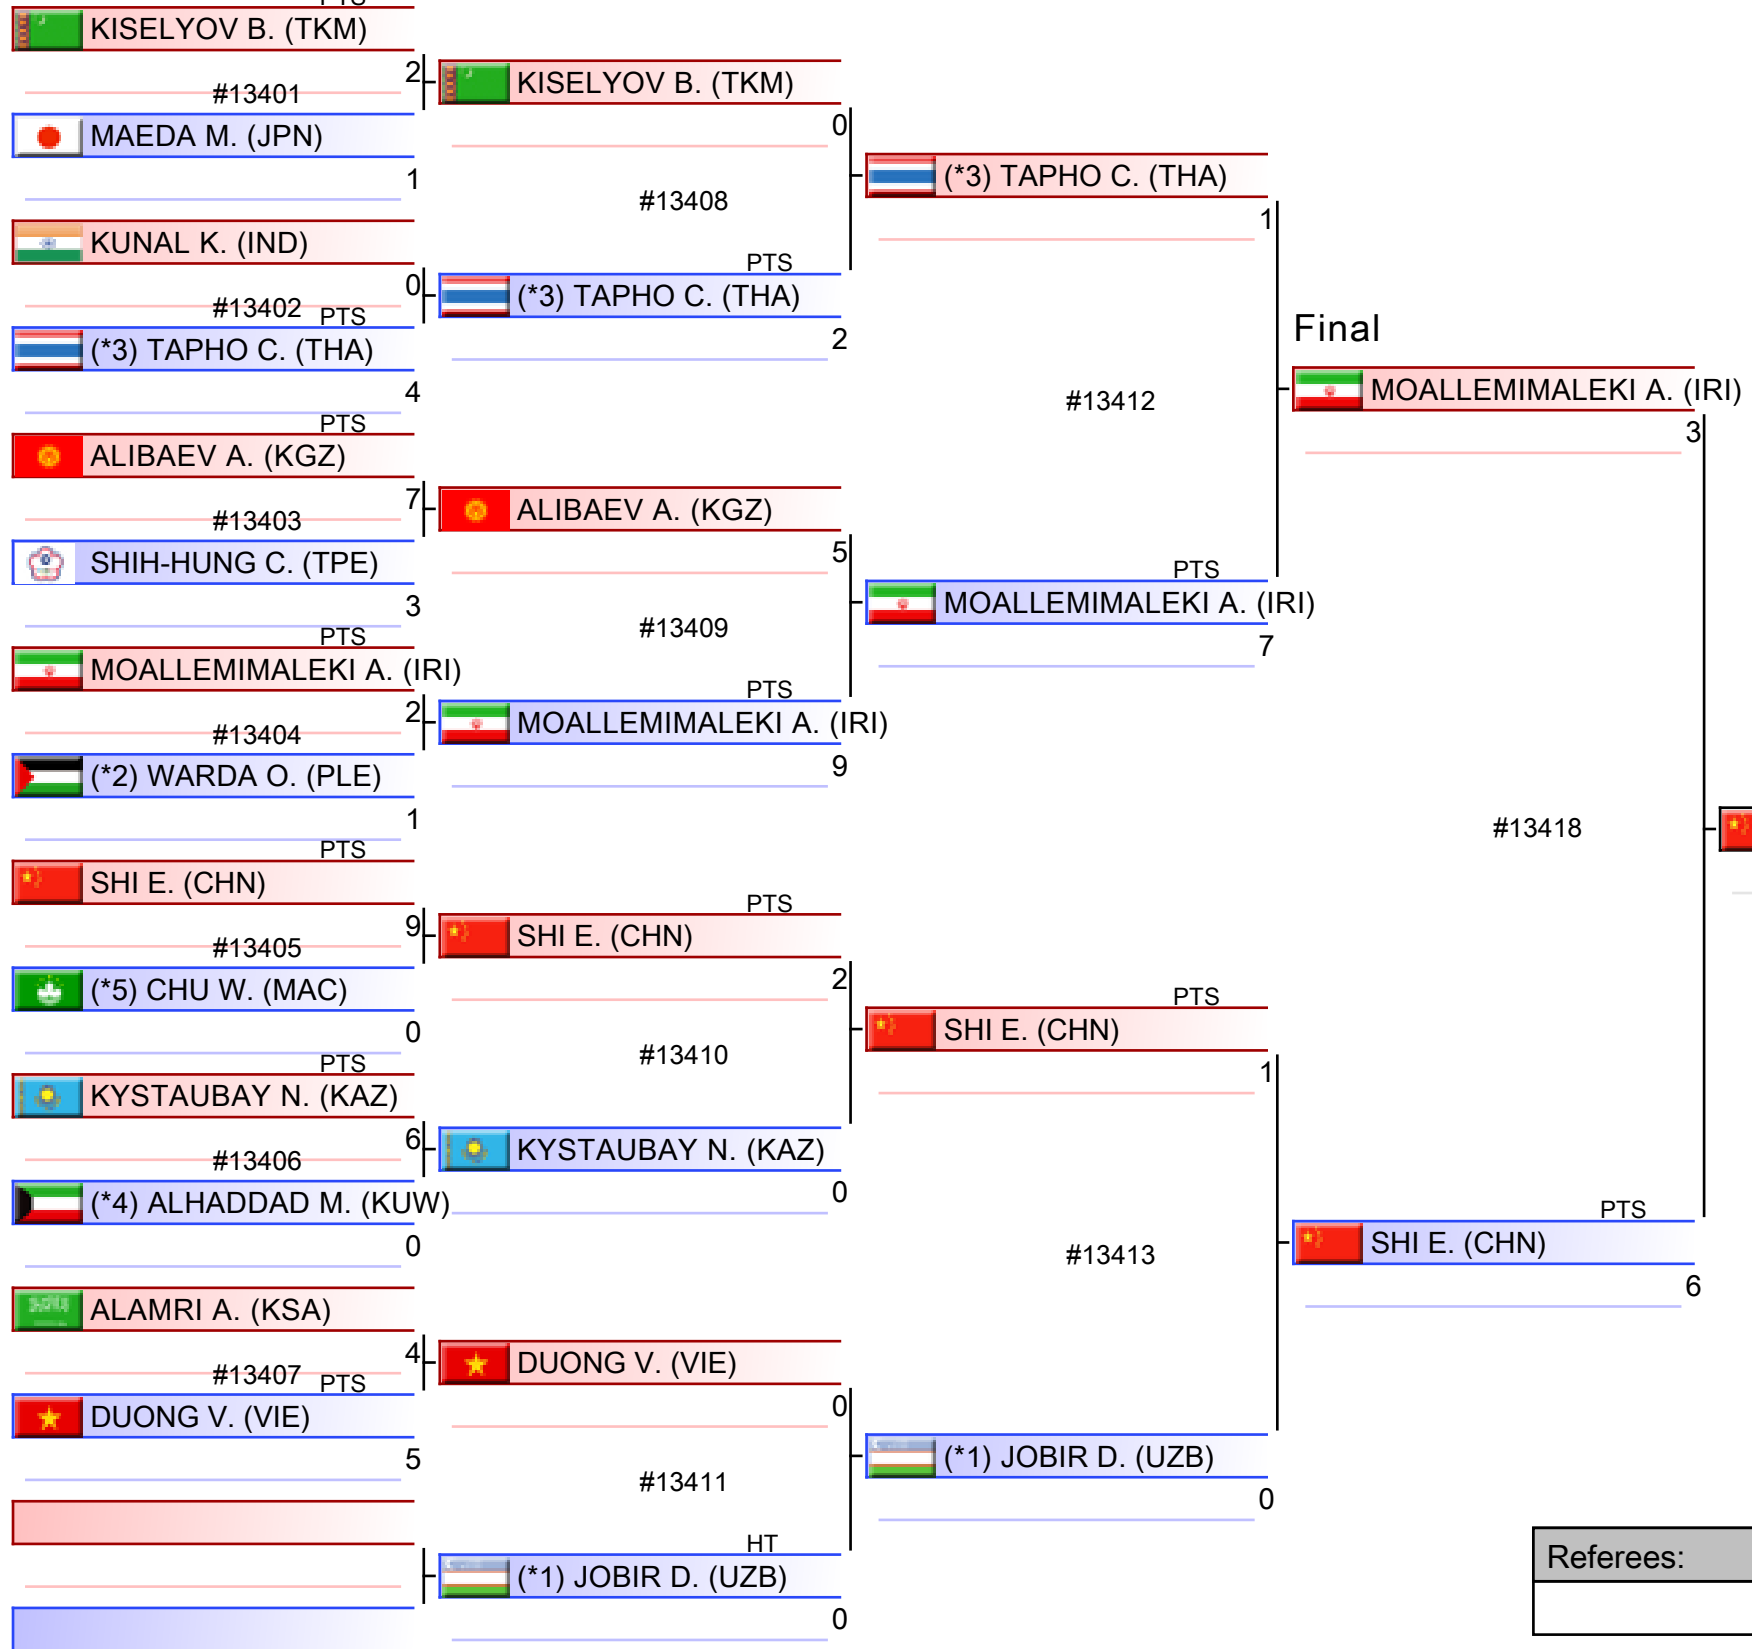 PTS
KISELYOV B. (TKM)
2
#13401
MAEDA M. (JPN)
1
KUNAL K. (IND)
0
#13402
PTS
(*3) TAPHO C. (THA)
4
PTS
ALIBAEV A. (KGZ)
7
#13403
SHIH-HUNG C. (TPE)
3
PTS
MOALLEMIMALEKI A. (IRI)
2
#13404
(*2) WARDA O. (PLE)
1
PTS
SHI E. (CHN)
9
#13405
(*5) CHU W. (MAC)
0
PTS
KYSTAUBAY N. (KAZ)
6
#13406
(*4) ALHADDAD M. (KUW)
0
ALAMRI A. (KSA)
4
#13407
PTS
DUONG V. (VIE)
5
KISELYOV B. (TKM)
0
#13408
PTS
(*3) TAPHO C. (THA)
2
ALIBAEV A. (KGZ)
5
#13409
PTS
MOALLEMIMALEKI A. (IRI)
9
PTS
SHI E. (CHN)
2
#13410
KYSTAUBAY N. (KAZ)
0
DUONG V. (VIE)
0
#13411
HT
(*1) JOBIR D. (UZB)
0
(*3) TAPHO C. (THA)
1
#13412
PTS
MOALLEMIMALEKI A. (IRI)
7
PTS
SHI E. (CHN)
1
#13413
(*1) JOBIR D. (UZB)
0
Final
MOALLEMIMALEKI A. (IRI)
3
#13418
PTS
SHI E. (CHN)
6
Referees: